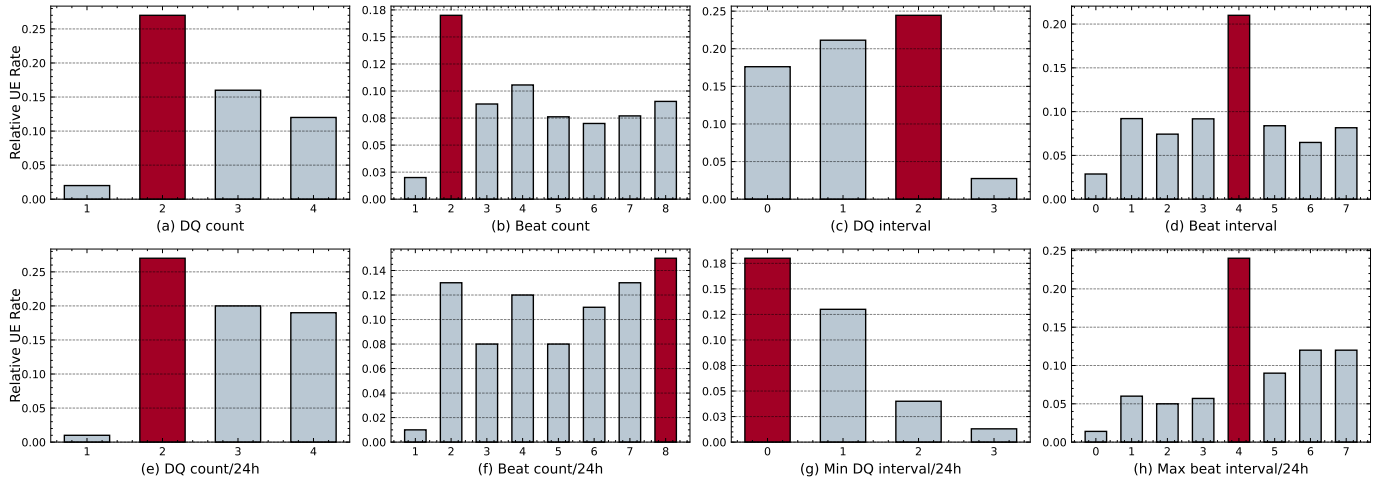 Relative UE Rate
0.25
0.20
0.15
0.10
0.05
0.00
1 2 3 4
(a) DQ count
0.18
0.15
0.12
0.10
0.08
0.05
0.03
0.00
1 2 3 4 5 6 7 8
(b) Beat count
0.25
0.20
0.15
0.10
0.05
0.00
0 1 2 3
(c) DQ interval
0.20
0.15
0.10
0.05
0.00
0 1 2 3 4 5 6 7
(d) Beat interval
Relative UE Rate
0.25
0.20
0.15
0.10
0.05
0.00
1 2 3 4
(e) DQ count/24h
0.14
0.12
0.10
0.08
0.06
0.04
0.02
0.00
1 2 3 4 5 6 7 8
(f) Beat count/24h
0.18
0.15
0.12
0.10
0.08
0.05
0.03
0.00
0 1 2 3
(g) Min DQ interval/24h
0.25
0.20
0.15
0.10
0.05
0.00
0 1 2 3 4 5 6 7
(h) Max beat interval/24h